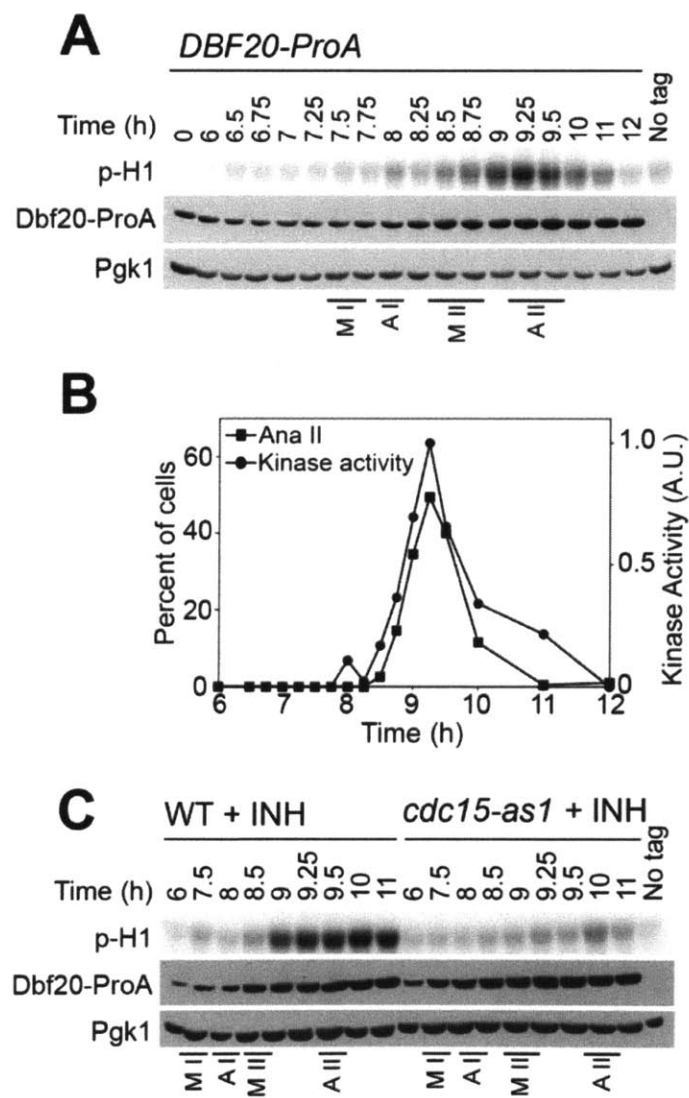 A
DBF20-ProA
Time (h) 0 6 6.5 6.75 7 7.25 7.5 7.75 8 8.25 8.5 8.75 9 9.25 9.5 10 11 12 No tag
p-H1
Dbf20-ProA
Pgk1
M I A I M II A II
B
Ana II
Kinase activity
Percent of cells
60
40
20
0
Kinase Activity (A.U.)
1.0
0.5
0
6 7 8 9 10 11 12
Time (h)
C
WT + INH cdc15-as1 + INH
Time (h) 6 7.5 8 8.5 9 9.25 9.5 10 11 6 7.5 8 8.5 9 9.25 9.5 10 11 No tag
p-H1
Dbf20-ProA
Pgk1
M I A I M II A II M I A I M II A II